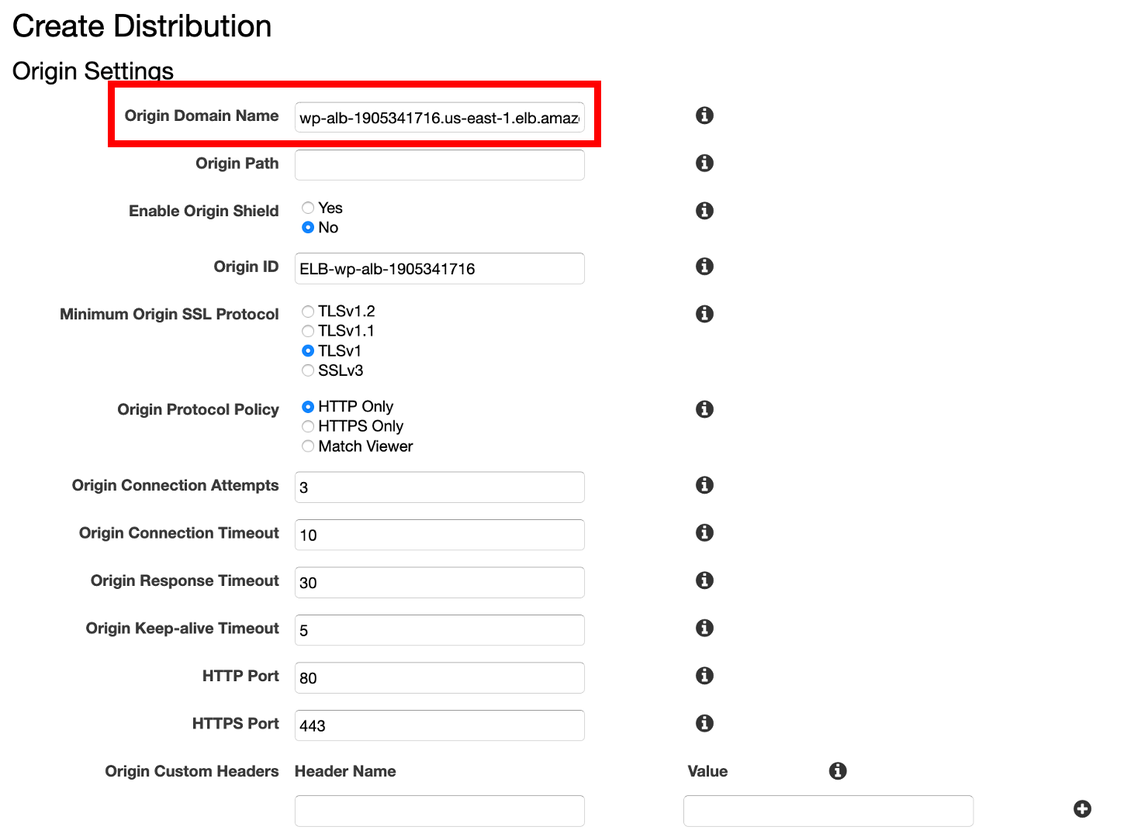 Create Distribution
Origin Settings
Origin Domain Name wp-alb-1905341716.us-east-1.elb.amaz
Origin Path
Enable Origin Shield Yes
No
Origin ID ELB-wp-alb-1905341716
Minimum Origin SSL Protocol TLSv1.2
TLSv1.1
TLSv1
SSLv3
Origin Protocol Policy HTTP Only
HTTPS Only
Match Viewer
Origin Connection Attempts 3
Origin Connection Timeout 10
Origin Response Timeout 30
Origin Keep-alive Timeout 5
HTTP Port 80
HTTPS Port 443
Origin Custom Headers Header Name Value